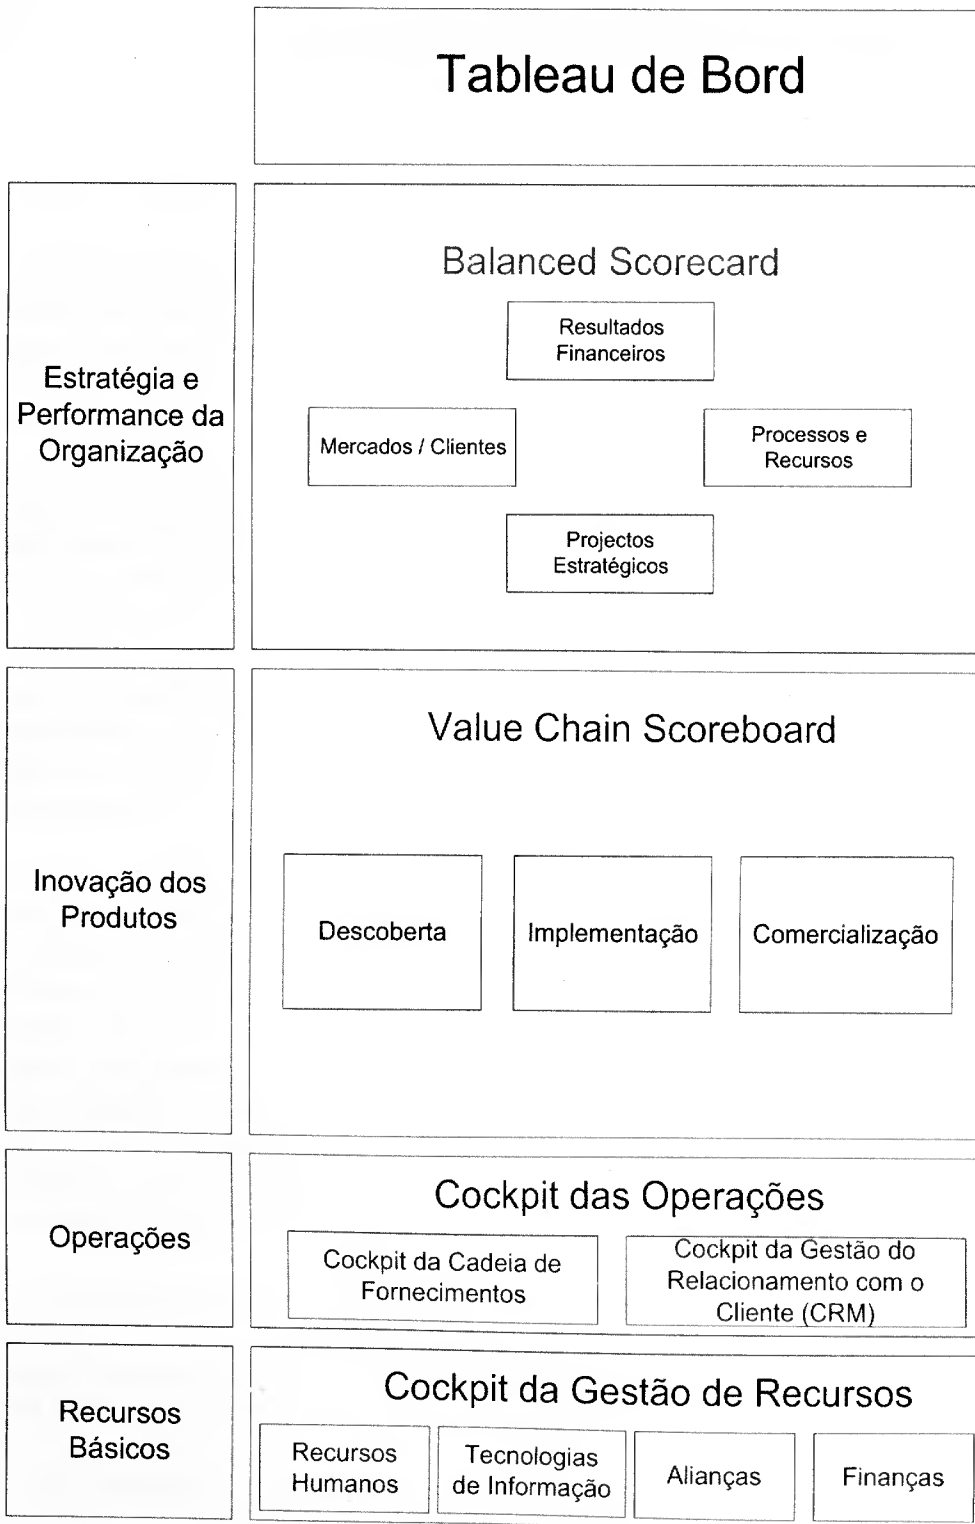 Tableau de Bord
Estratégia e
Performance da
Organização
Balanced Scorecard
Resultados
Financeiros
Mercados / Clientes
Processos e
Recursos
Projectos
Estratégicos
Inovação dos
Produtos
Value Chain Scoreboard
Descoberta
Implementação
Comercialização
Operações
Cockpit das Operações
Cockpit da Cadeia de
Fornecimentos
Cockpit da Gestão do
Relacionamento com o
Cliente (CRM)
Recursos
Básicos
Cockpit da Gestão de Recursos
Recursos
Humanos
Tecnologias
de Informação
Alianças
Finanças